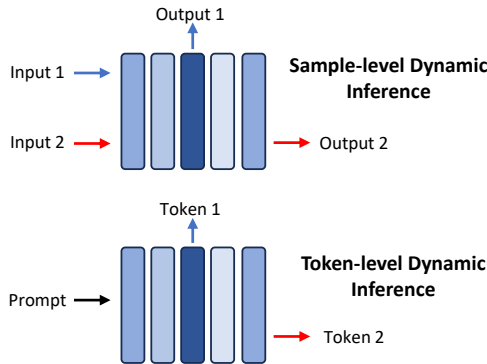 Output 1
Input 1
Sample-level Dynamic
Inference
Input 2
Output 2
Token 1
Token-level Dynamic
Inference
Prompt
Token 2